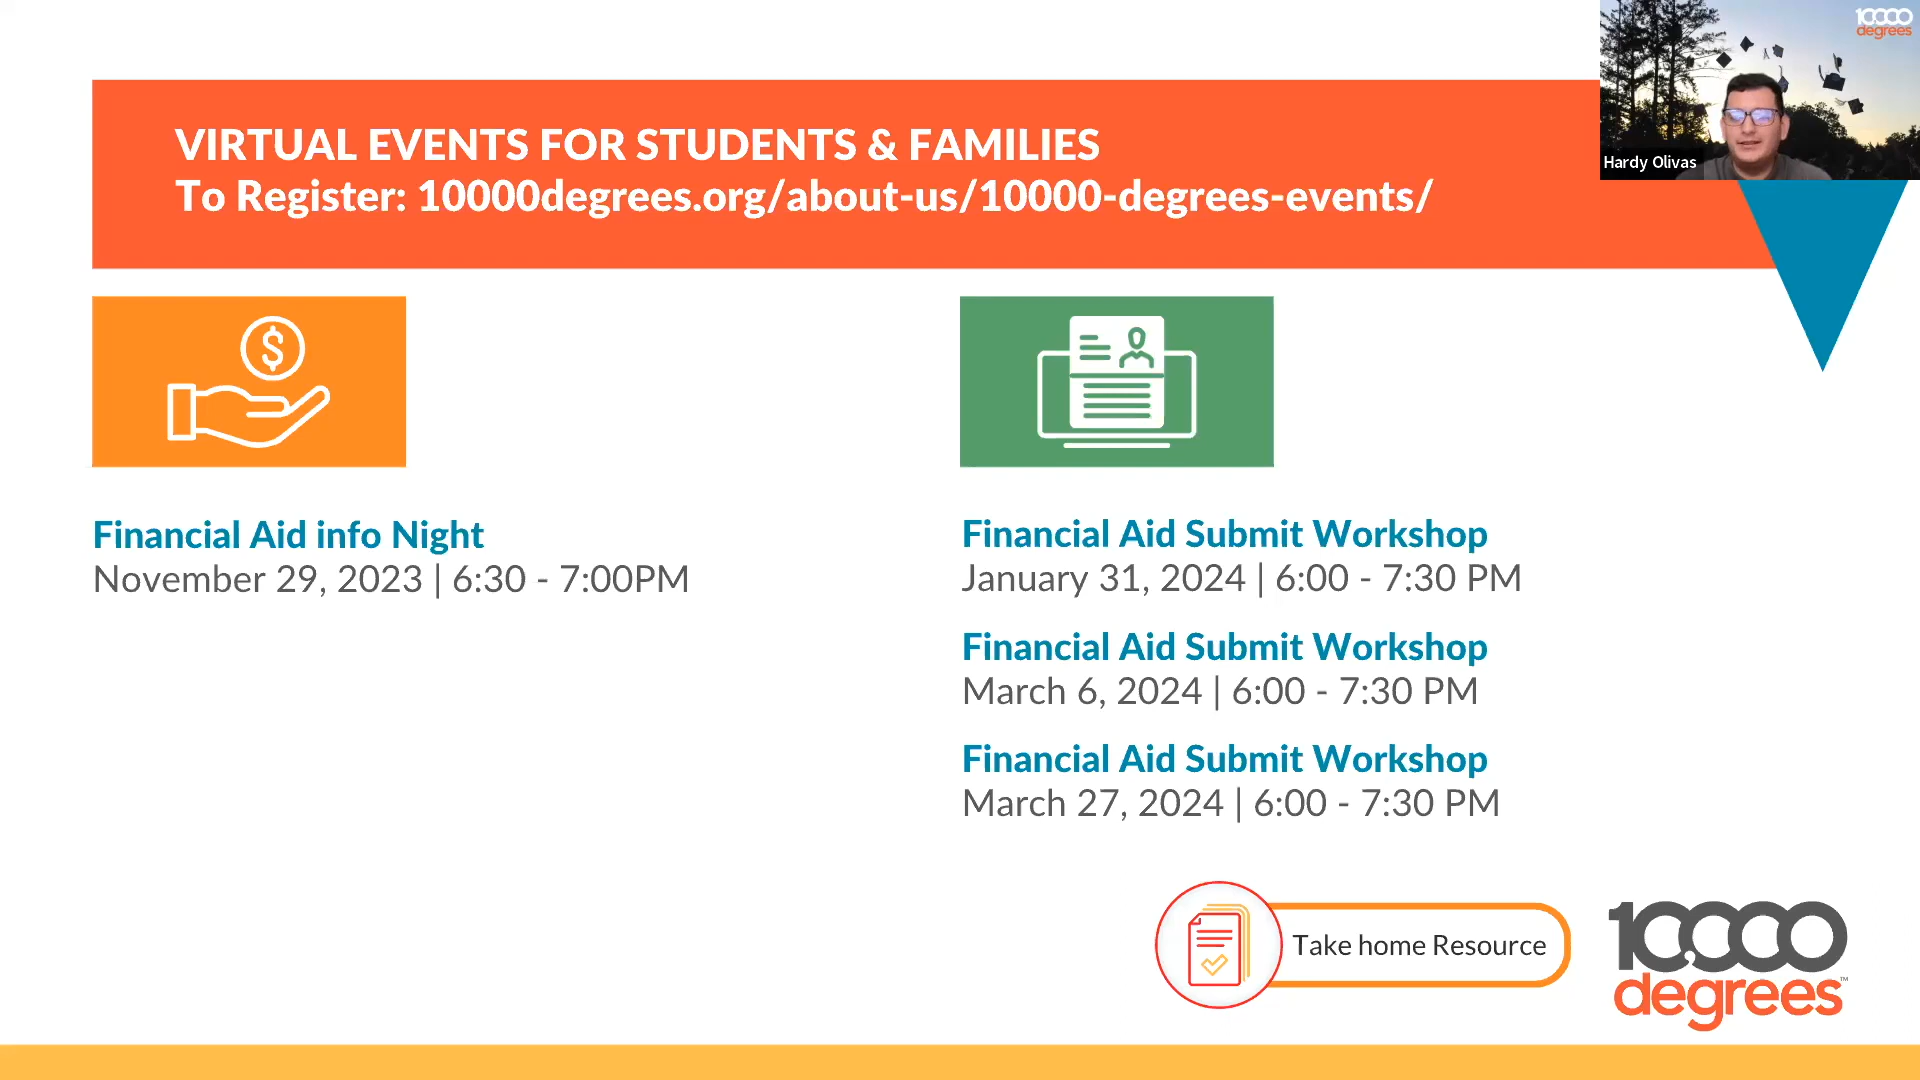 10000
degrees
Hardy Olivas
VIRTUAL EVENTS FOR STUDENTS & FAMILIES
To Register: 10000degrees.org/about-us/10000-degrees-events/
$
Financial Aid info Night
November 29, 2023 | 6:30 - 7:00PM
Financial Aid Submit Workshop
January 31, 2024 | 6:00 - 7:30 PM
Financial Aid Submit Workshop
March 6, 2024 | 6:00 - 7:30 PM
Financial Aid Submit Workshop
March 27, 2024 | 6:00 - 7:30 PM
Take home Resource
10,000
degrees™